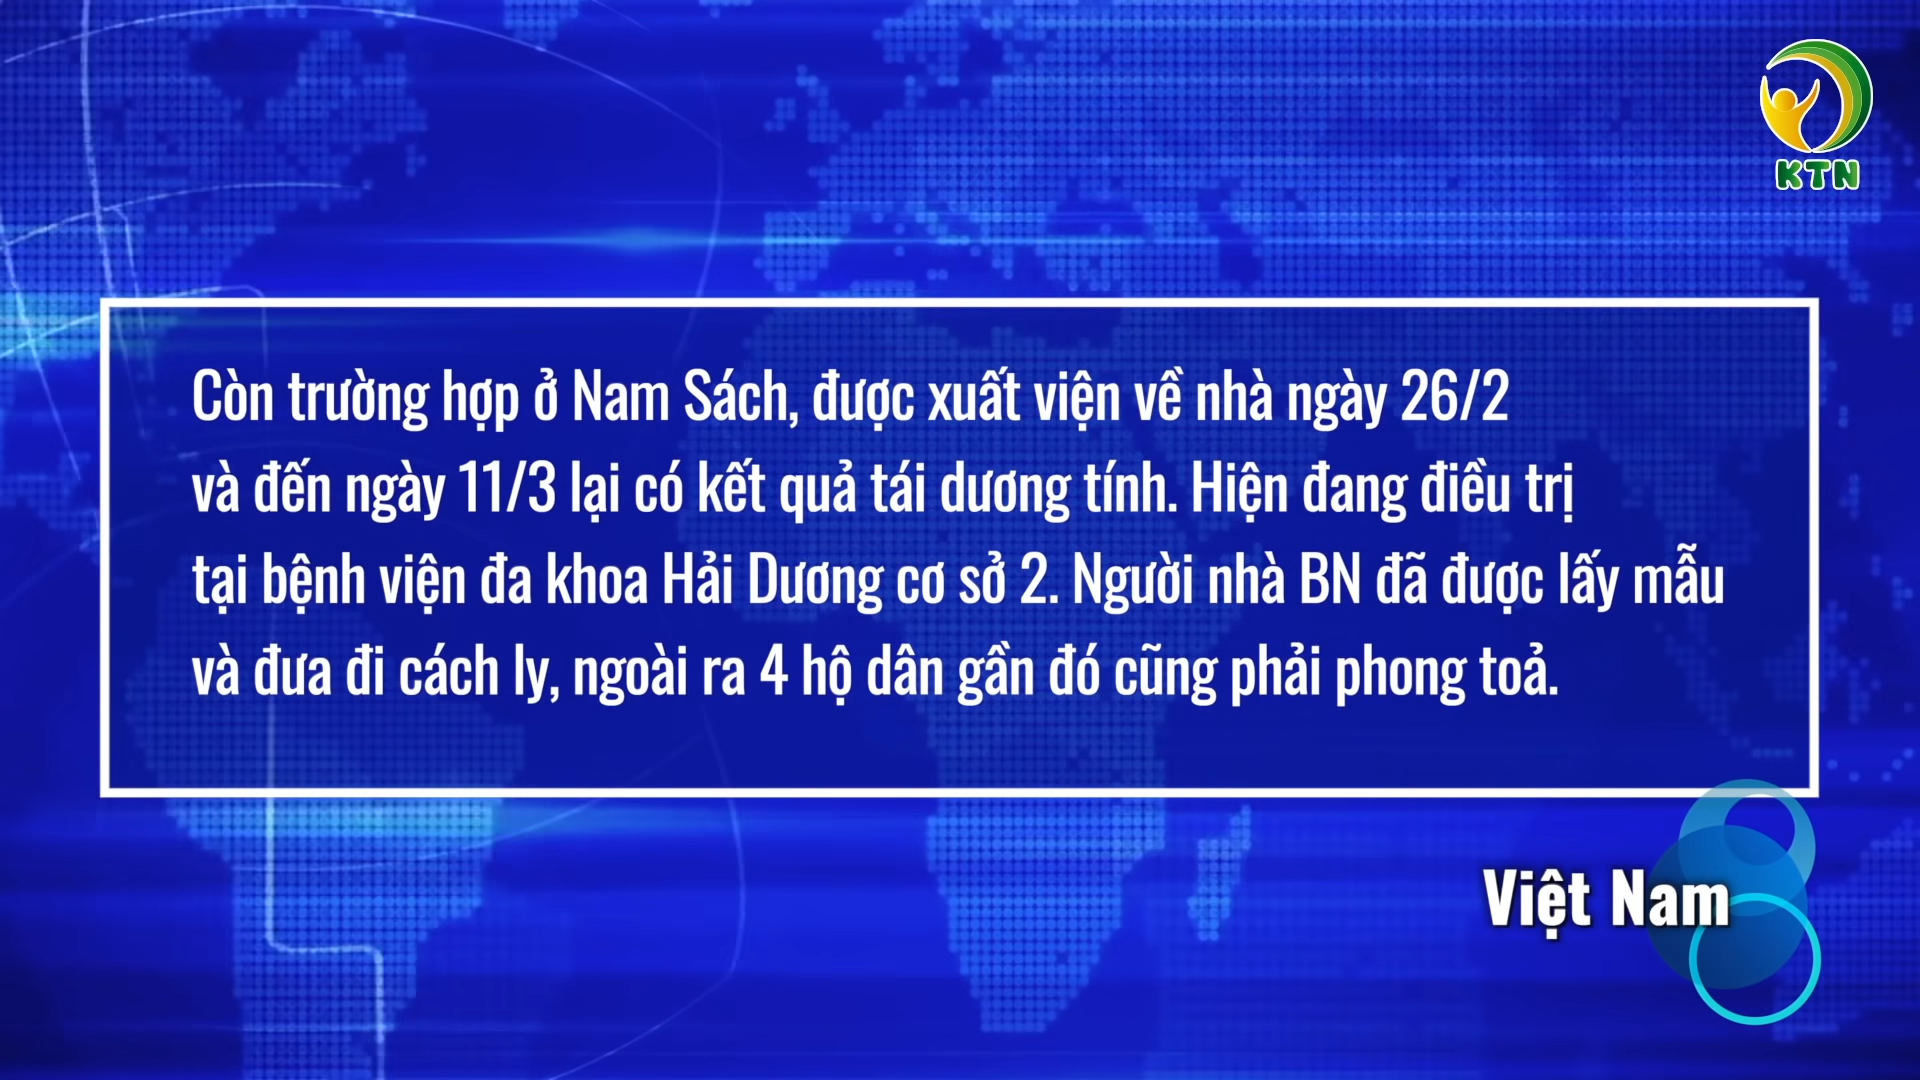 KTN
Còn trường hợp ở Nam Sách, được xuất viện về nhà ngày 26/2
và đến ngày 11/3 lại có kết quả tái dương tính. Hiện đang điều trị
tại bệnh viện đa khoa Hải Dương cơ sở 2. Người nhà BN đã được lấy mẫu
và đưa đi cách ly, ngoài ra 4 hộ dân gần đó cũng phải phong toả.
Việt Nam